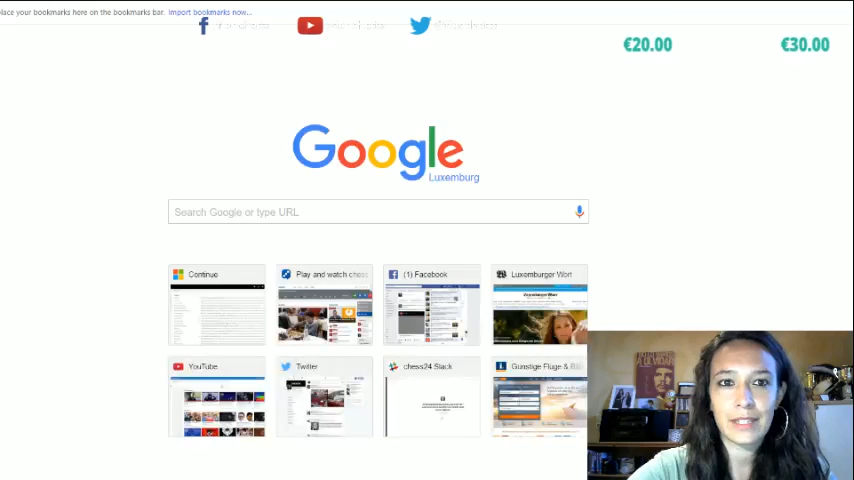 place your bookmarks here on the bookmarks bar. Import bookmarks now...
€20.00 €30.00
Google
Luxemburg
Search Google or type URL
Continue
Play and watch chess
(1) Facebook
Luxemburger Wort
YouTube
Twitter
chess24 Slack
Günstige Flüge &